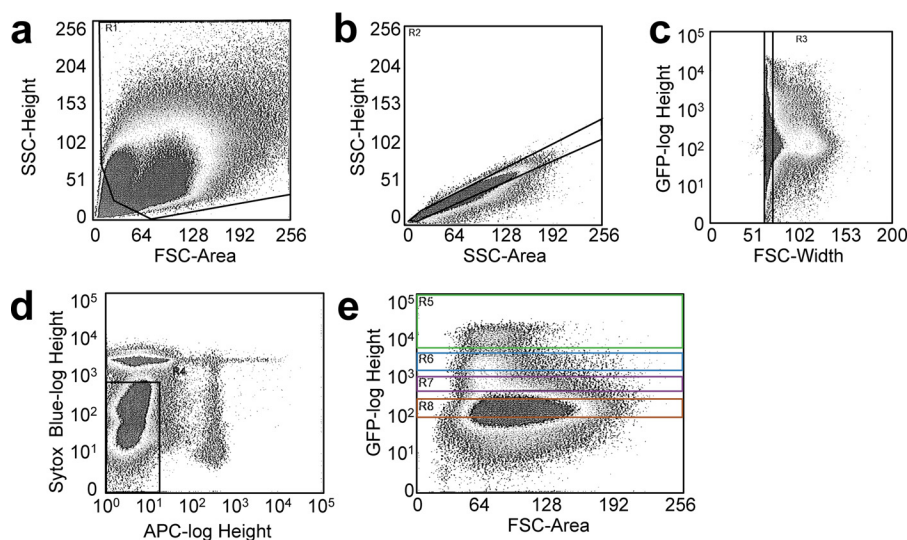 a
R1
256
204
153
102
51
0
SSC-Height
0 64 128 192 256
FSC-Area
b
R2
256
204
153
102
51
0
SSC-Height
0 64 128 192 256
SSC-Area
c
R3
10⁵
10⁴
10³
10²
10¹
0
GFP-log Height
0 51 102 153 200
FSC-Width
d
10⁵
10⁴
10³
10²
10¹
0
Sytox Blue-log Height
R4
10⁰ 10¹ 10² 10³ 10⁴ 10⁵
APC-log Height
e
10⁵
10⁴
10³
10²
10¹
0
GFP-log Height
R5
R6
R7
R8
0 64 128 192 256
FSC-Area